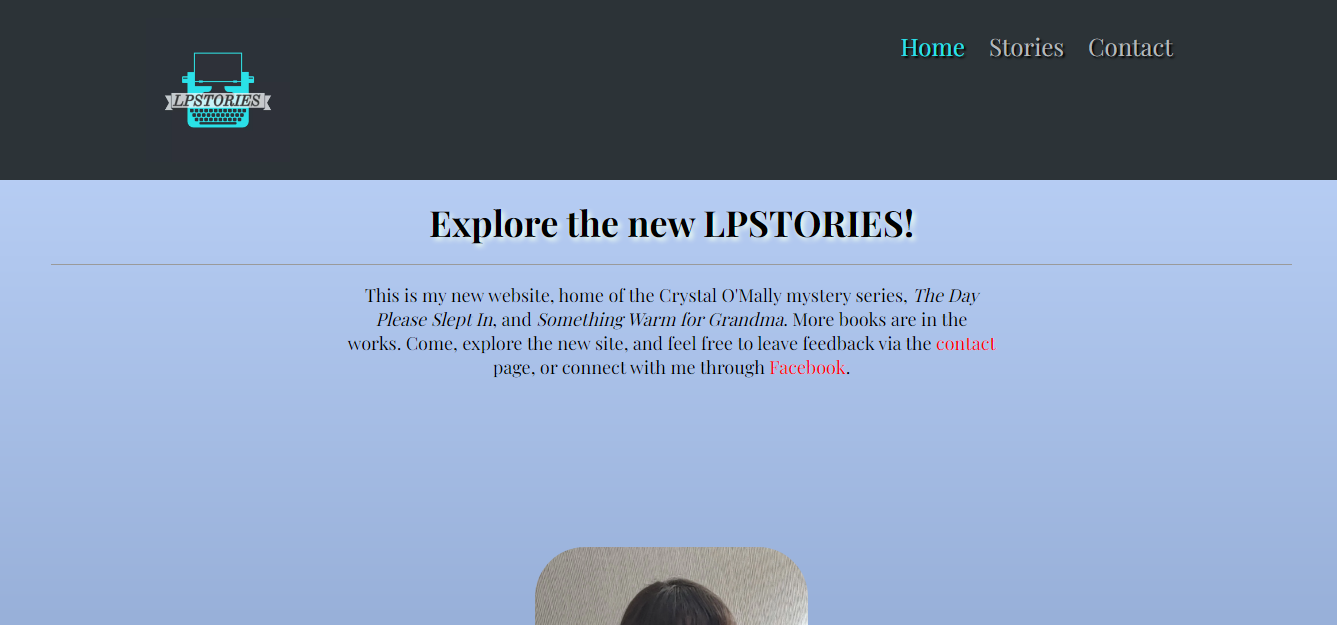 Home Stories Contact
LPSTORIES
Explore the new LPSTORIES!
This is my new website, home of the Crystal O'Mally mystery series, The Day
Please Slept In, and Something Warm for Grandma. More books are in the
works. Come, explore the new site, and feel free to leave feedback via the contact
page, or connect with me through Facebook.